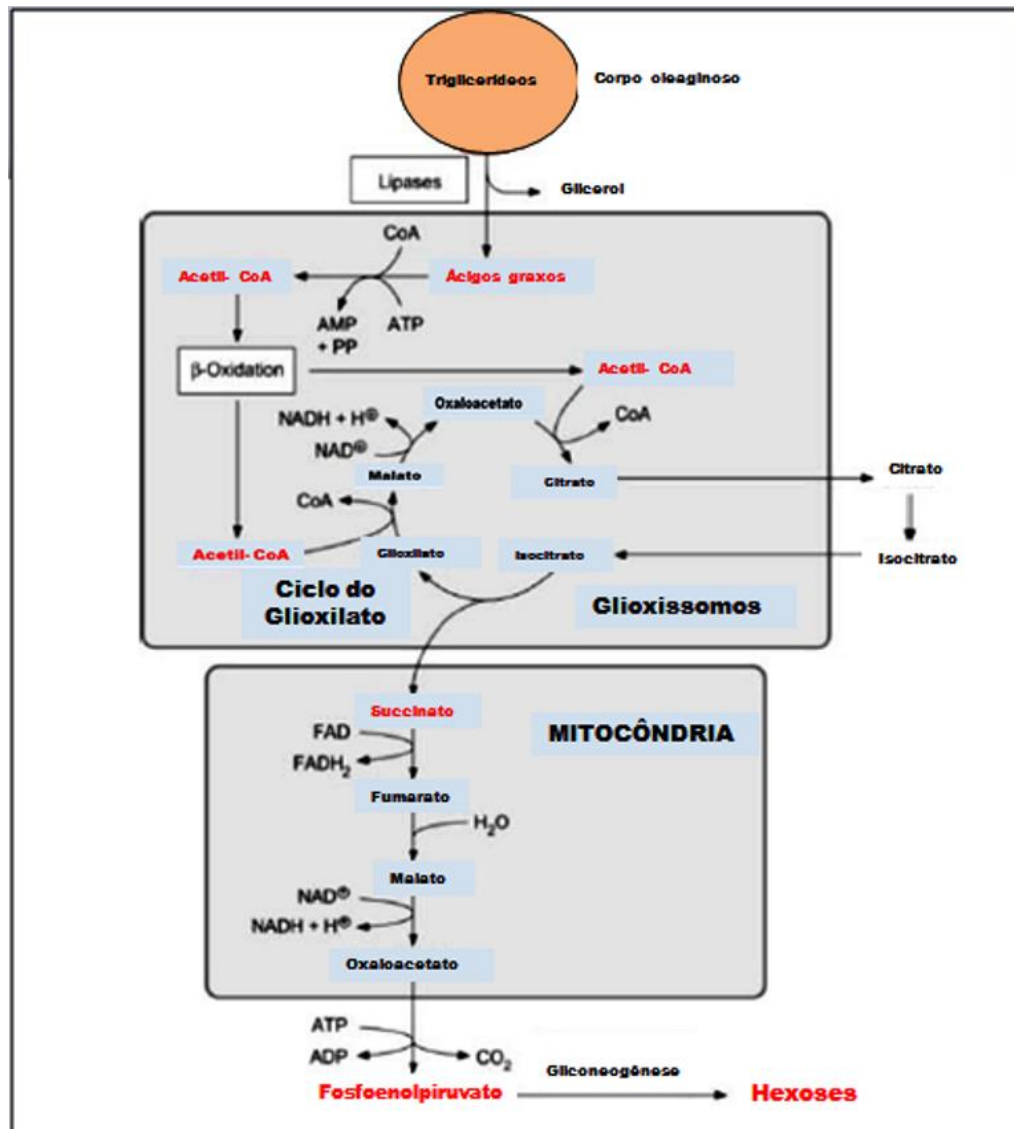 Triglicerídeos
Corpo oleaginoso
Lipases
Glicerol
CoA
Acetil- CoA
Ácigos graxos
AMP
+ PP
ATP
β-Oxidation
Acetil- CoA
Oxaloacetato
NADH + H⊕
CoA
NAD⊕
Malato
Citrato
Citrato
CoA
Acetil-CoA
Glioxilato
Isocitrato
Isocitrato
Ciclo do
Glioxilato
Glioxissomos
Succinato
MITOCÔNDRIA
FAD
FADH₂
Fumarato
H₂O
Malato
NAD⊕
NADH + H⊕
Oxaloacetato
ATP
ADP
CO₂
Gliconeogênese
Fosfoenolpiruvato
Hexoses